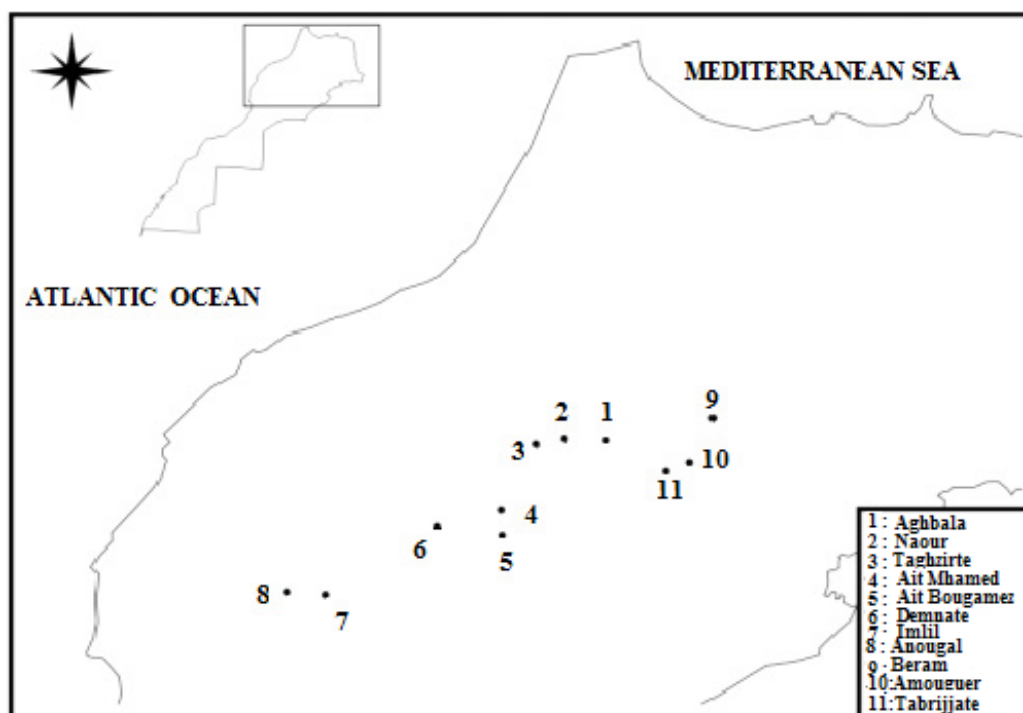 MEDITERRANEAN SEA
ATLANTIC OCEAN
9
2
1
3
10
11
4
6
5
8
7
1: Aghbala
2: Naour
3: Taghzirte
4: Ait Mhamed
5: Ait Bougamez
6: Demnate
7: Imlil
8: Anougal
9: Beram
10:Amouguer
11:Tabrijjate